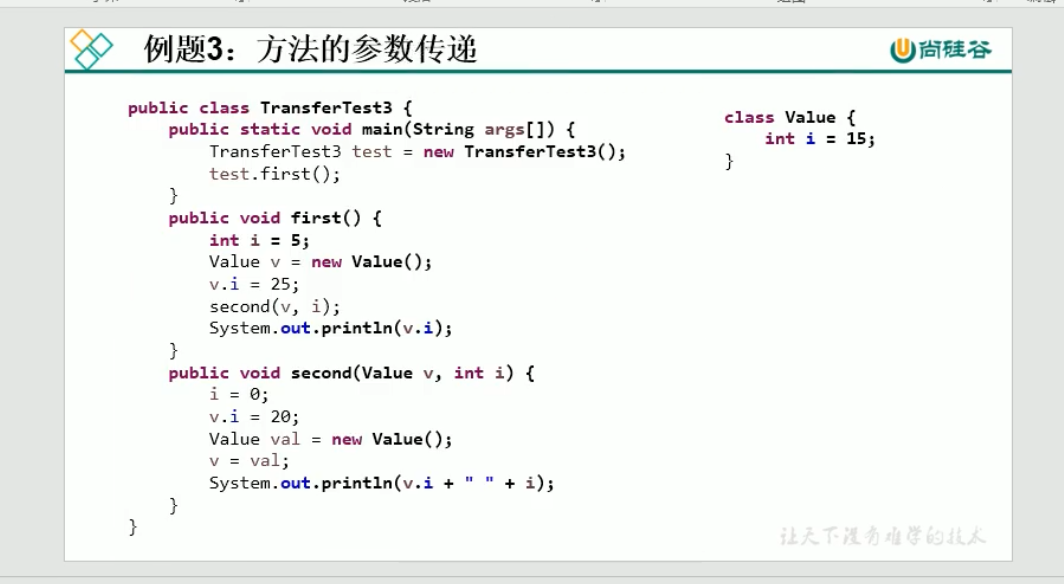 例题3：方法的参数传递
尚硅谷
public class TransferTest3 {
public static void main(String args[]) {
TransferTest3 test = new TransferTest3();
test.first();
}
public void first() {
int i = 5;
Value v = new Value();
v.i = 25;
second(v, i);
System.out.println(v.i);
}
public void second(Value v, int i) {
i = 0;
v.i = 20;
Value val = new Value();
v = val;
System.out.println(v.i + " " + i);
}
}
class Value {
int i = 15;
}
让天下没有难学的技术